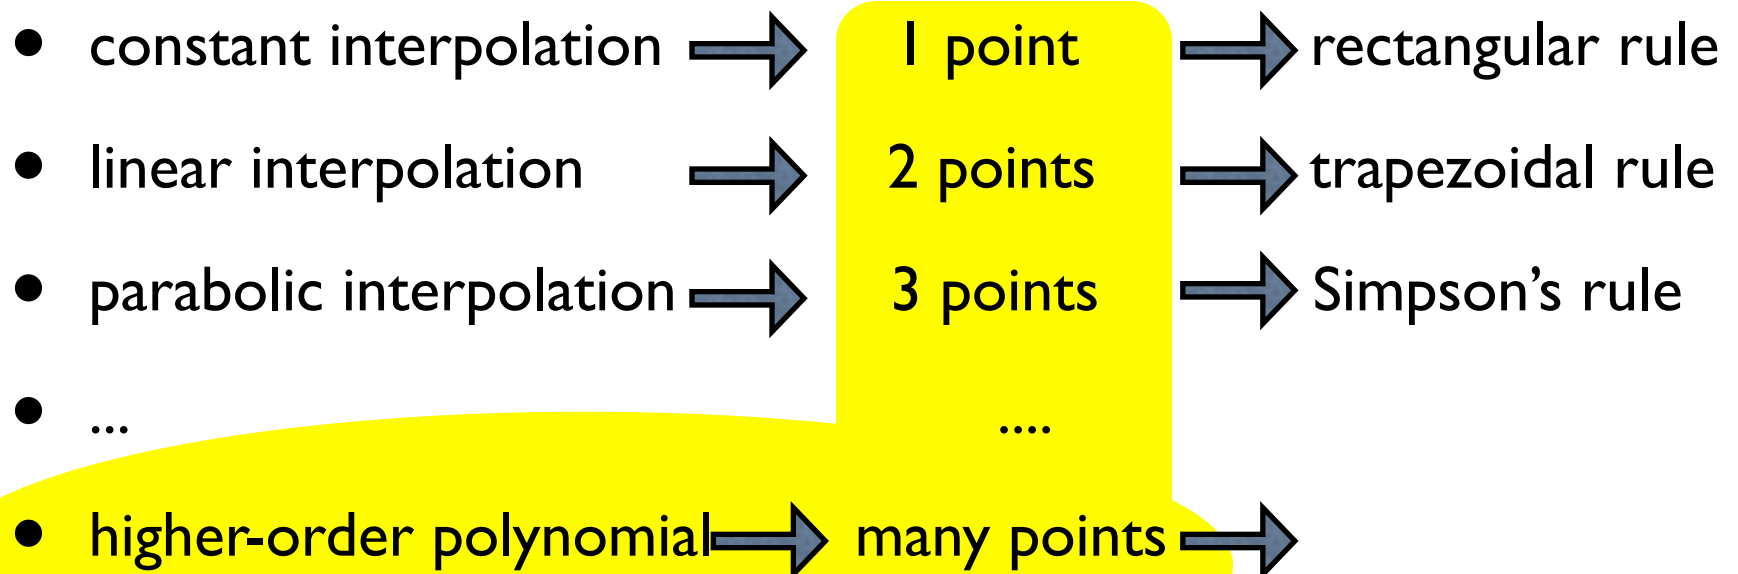 • constant interpolation 1 point rectangular rule
• linear interpolation 2 points trapezoidal rule
• parabolic interpolation 3 points Simpson’s rule
• ... ....
• higher-order polynomial many points